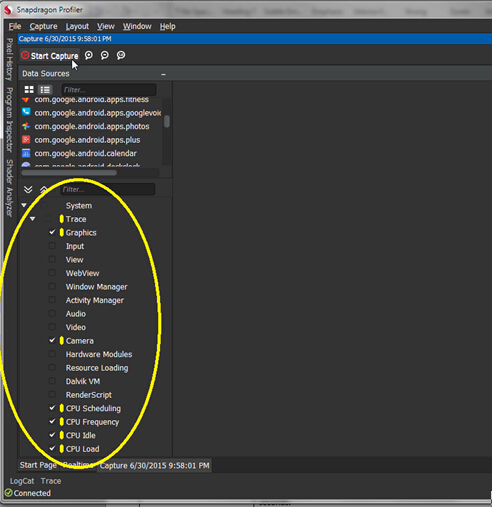 Snapdragon Profiler
File Capture Layout View Window Help
Capture 6/30/2015 9:58:01 PM
Start Capture
Data Sources
Filter...
com.google.android.apps.fitness
com.google.android.apps.googlevoic
com.google.android.apps.photos
com.google.android.apps.plus
com.google.android.calendar
com.google.android.deskclock
Filter...
System
Trace
Graphics
Input
View
WebView
Window Manager
Activity Manager
Audio
Video
Camera
Hardware Modules
Resource Loading
Dalvik VM
RenderScript
CPU Scheduling
CPU Frequency
CPU Idle
CPU Load
Pixel History
Program Inspector
Shader Analyzer
Start Page Realtime Capture 6/30/2015 9:58:01 PM
LogCat Trace
Connected